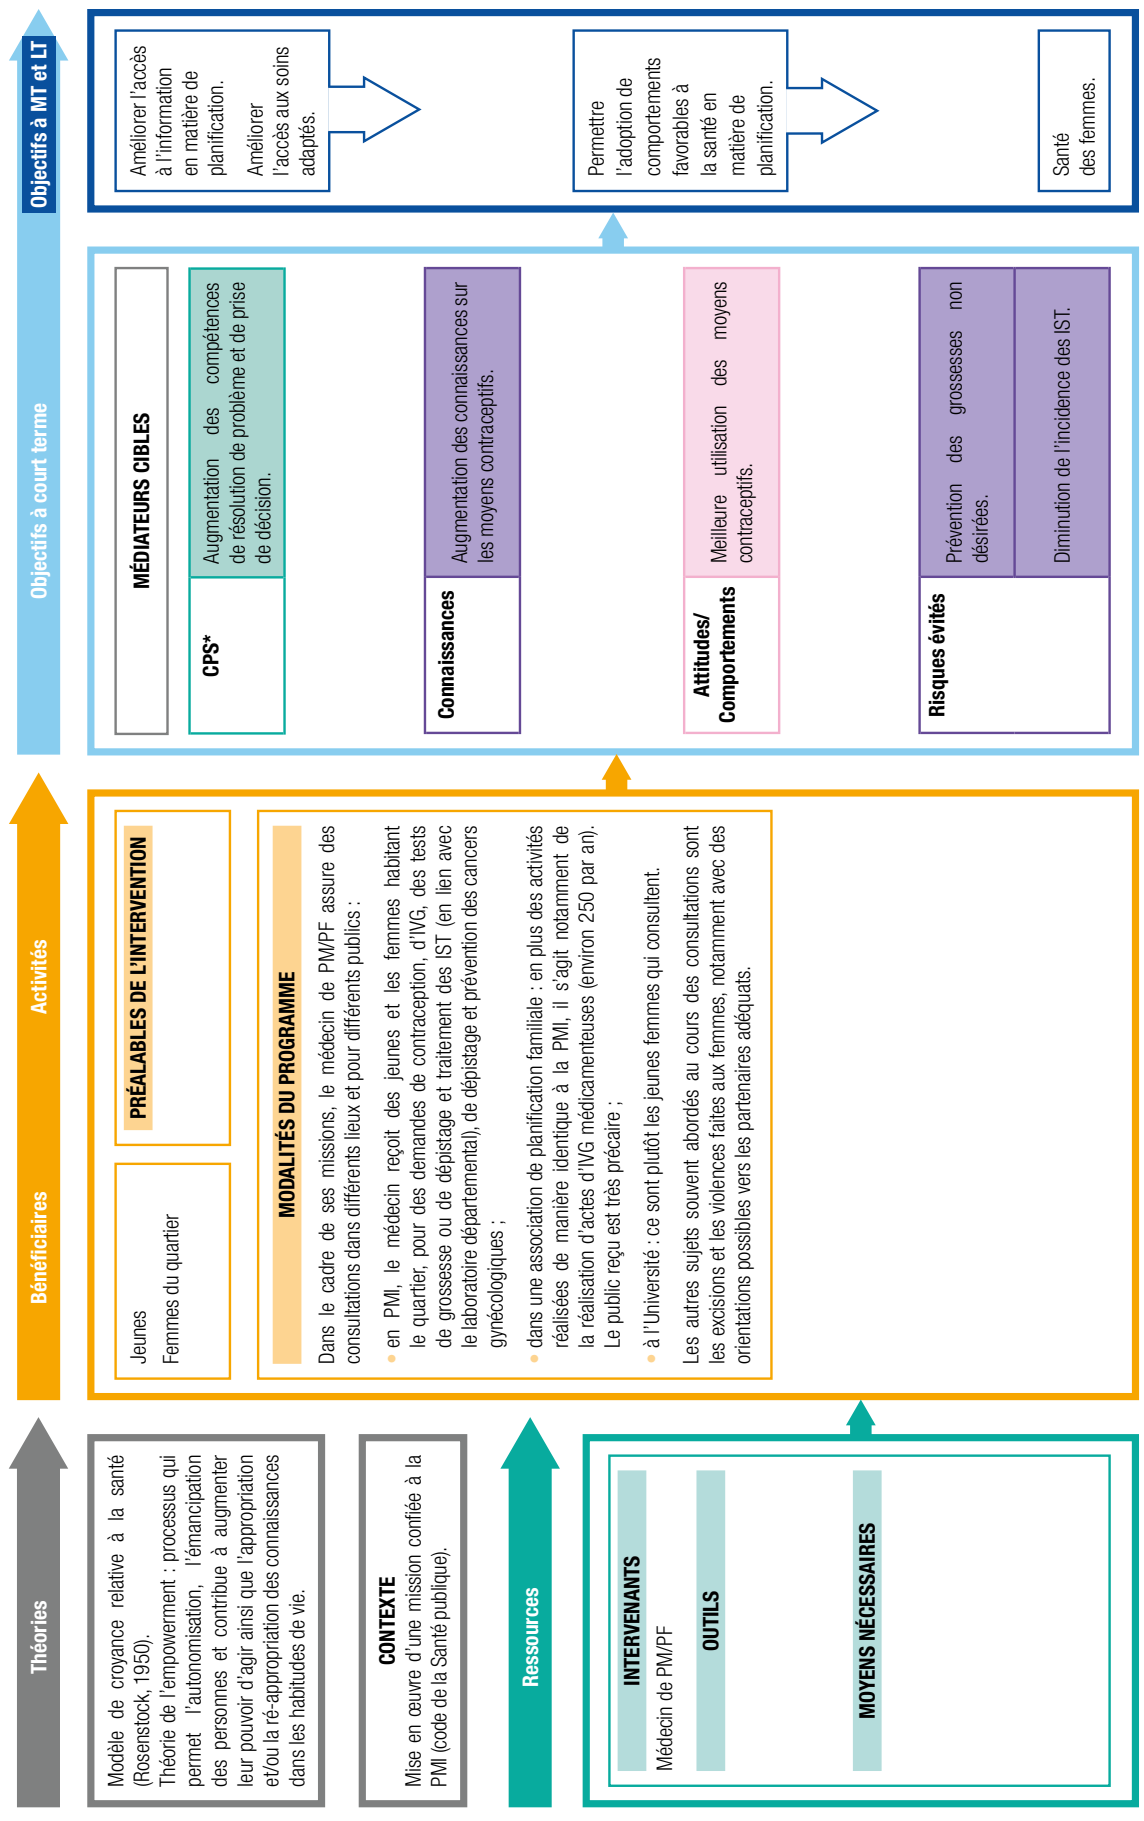 Théories
Modèle de croyance relative à la santé
(Rosenstock, 1950).
Théorie de l'empowerment : processus qui
permet l'autonomisation, l'émancipation
des personnes et contribue à augmenter
leur pouvoir d'agir ainsi que l'appropriation
et/ou la ré-appropriation des connaissances
dans les habitudes de vie.
CONTEXTE
Mise en œuvre d'une mission confiée à la
PMI (code de la Santé publique).
Ressources
INTERVENANTS
Médecin de PM/PF
OUTILS
MOYENS NÉCESSAIRES
Bénéficiaires
Activités
Jeunes
Femmes du quartier
PRÉALABLES DE L'INTERVENTION
MODALITÉS DU PROGRAMME
Dans le cadre de ses missions, le médecin de PM/PF assure des
consultations dans différents lieux et pour différents publics :
• en PMI, le médecin reçoit des jeunes et les femmes habitant
le quartier, pour des demandes de contraception, d'IVG, des tests
de grossesse ou de dépistage et traitement des IST (en lien avec
le laboratoire départemental), de dépistage et prévention des cancers
gynécologiques ;
• dans une association de planification familiale : en plus des activités
réalisées de manière identique à la PMI, il s'agit notamment de
la réalisation d'actes d'IVG médicamenteuses (environ 250 par an).
Le public reçu est très précaire ;
• à l'Université : ce sont plutôt les jeunes femmes qui consultent.
Les autres sujets souvent abordés au cours des consultations sont
les excisions et les violences faites aux femmes, notamment avec des
orientations possibles vers les partenaires adéquats.
Objectifs à court terme
MÉDIATEURS CIBLES
CPS*
Augmentation des compétences
de résolution de problème et de prise
de décision.
Connaissances
Augmentation des connaissances sur
les moyens contraceptifs.
Attitudes/
Comportements
Meilleure utilisation des moyens
contraceptifs.
Risques évités
Prévention des grossesses non
désirées.
Diminution de l'incidence des IST.
Objectifs à MT et LT
Améliorer l'accès
à l'information
en matière de
planification.
Améliorer
l'accès aux soins
adaptés.
Permettre
l'adoption de
comportements
favorables à
la santé en
matière de
planification.
Santé
des femmes.